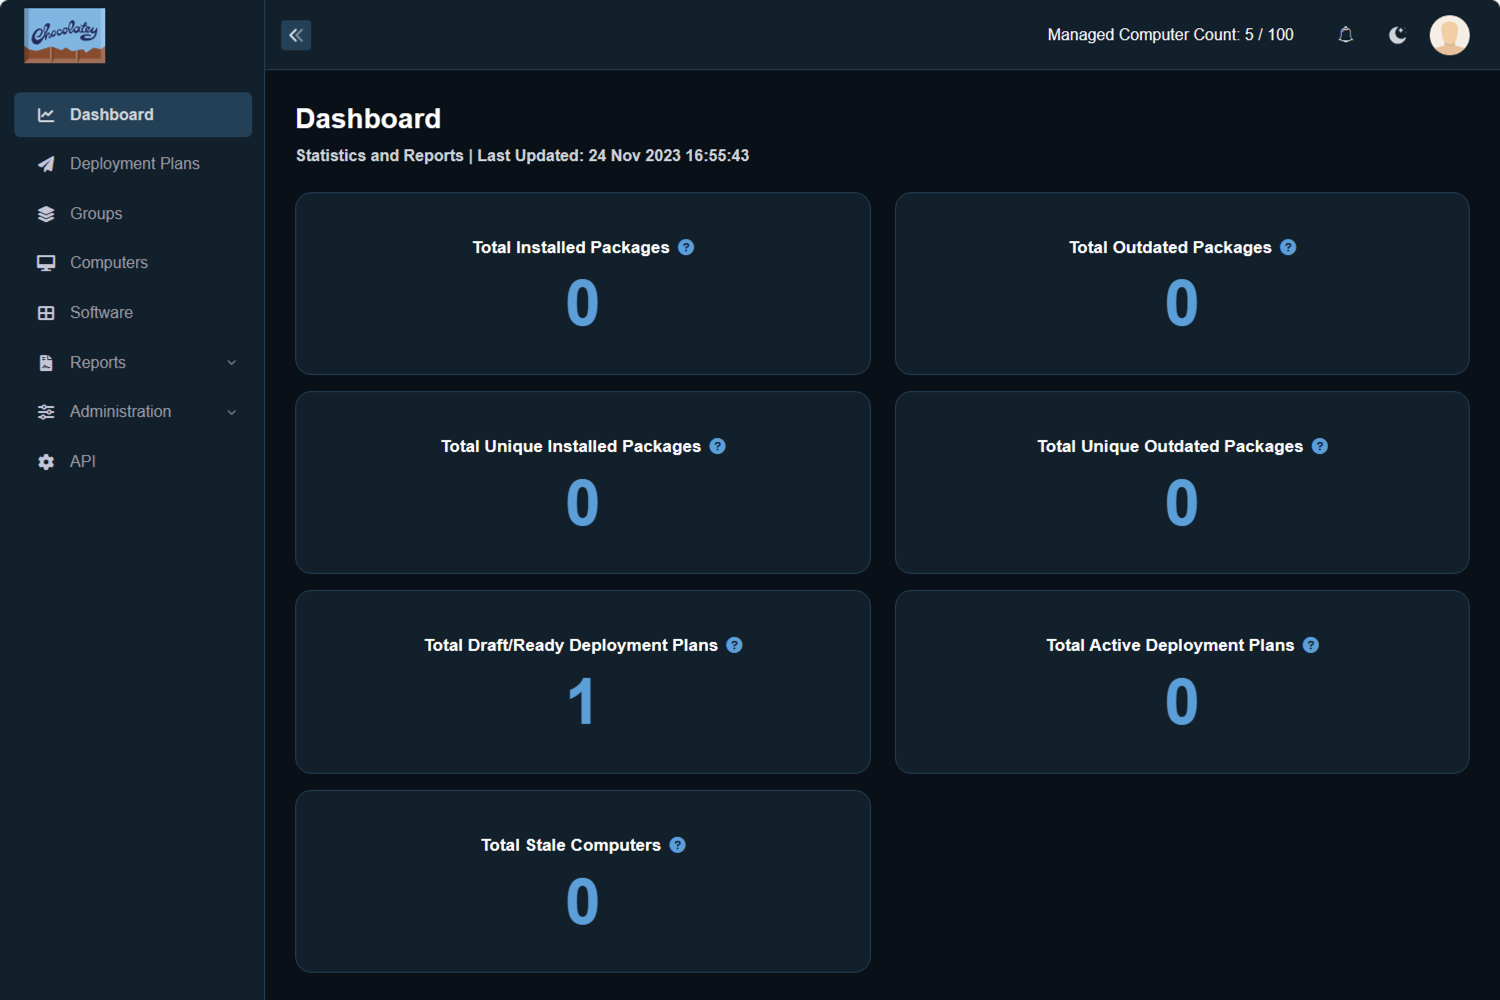 Chocolatey
Managed Computer Count: 5 / 100
Dashboard
Deployment Plans
Groups
Computers
Software
Reports
Administration
API
Dashboard
Statistics and Reports | Last Updated: 24 Nov 2023 16:55:43
Total Installed Packages ?
0
Total Outdated Packages ?
0
Total Unique Installed Packages ?
0
Total Unique Outdated Packages ?
0
Total Draft/Ready Deployment Plans ?
1
Total Active Deployment Plans ?
0
Total Stale Computers ?
0